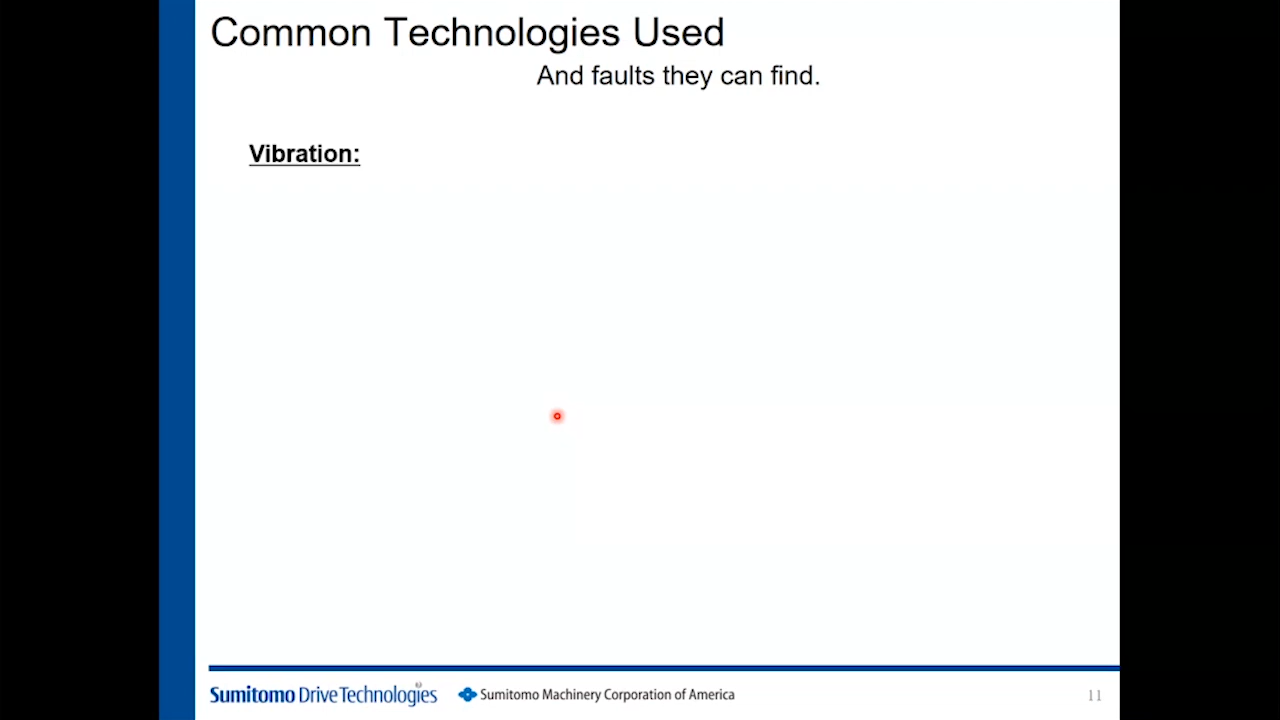 Common Technologies Used
And faults they can find.
Vibration:
Sumitomo Drive Technologies
Sumitomo Machinery Corporation of America
11